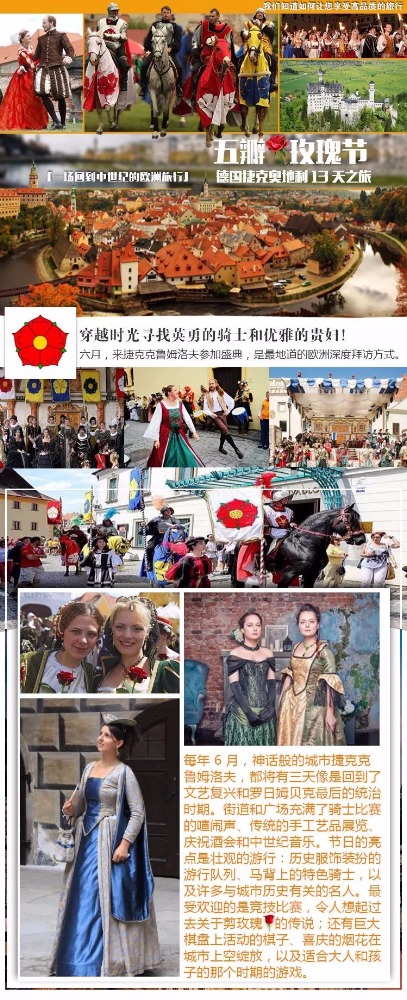 我们知道如何让您享受高品质的旅行
五瓣玫瑰节
「一场回到中世纪的欧洲旅行」 德国捷克奥地利 13 天之旅
穿越时光寻找英勇的骑士和优雅的贵妇!
六月，来捷克克鲁姆洛夫参加盛典，是最地道的欧洲深度拜访方式。
每年 6 月，神话般的城市捷克克
鲁姆洛夫，都将有三天像是回到了
文艺复兴和罗日姆贝克最后的统治
时期。街道和广场充满了骑士比赛
的喧闹声、传统的手工艺品展览、
庆祝酒会和中世纪音乐。节日的亮
点是壮观的游行：历史服饰装扮的
游行队列、马背上的特色骑士，以
及许多与城市历史有关的名人。最
受欢迎的是竞技比赛，令人想起过
去关于剪玫瑰的传说；还有巨大
棋盘上活动的棋子、喜庆的烟花在
城市上空绽放，以及适合大人和孩
子的那个时期的游戏。